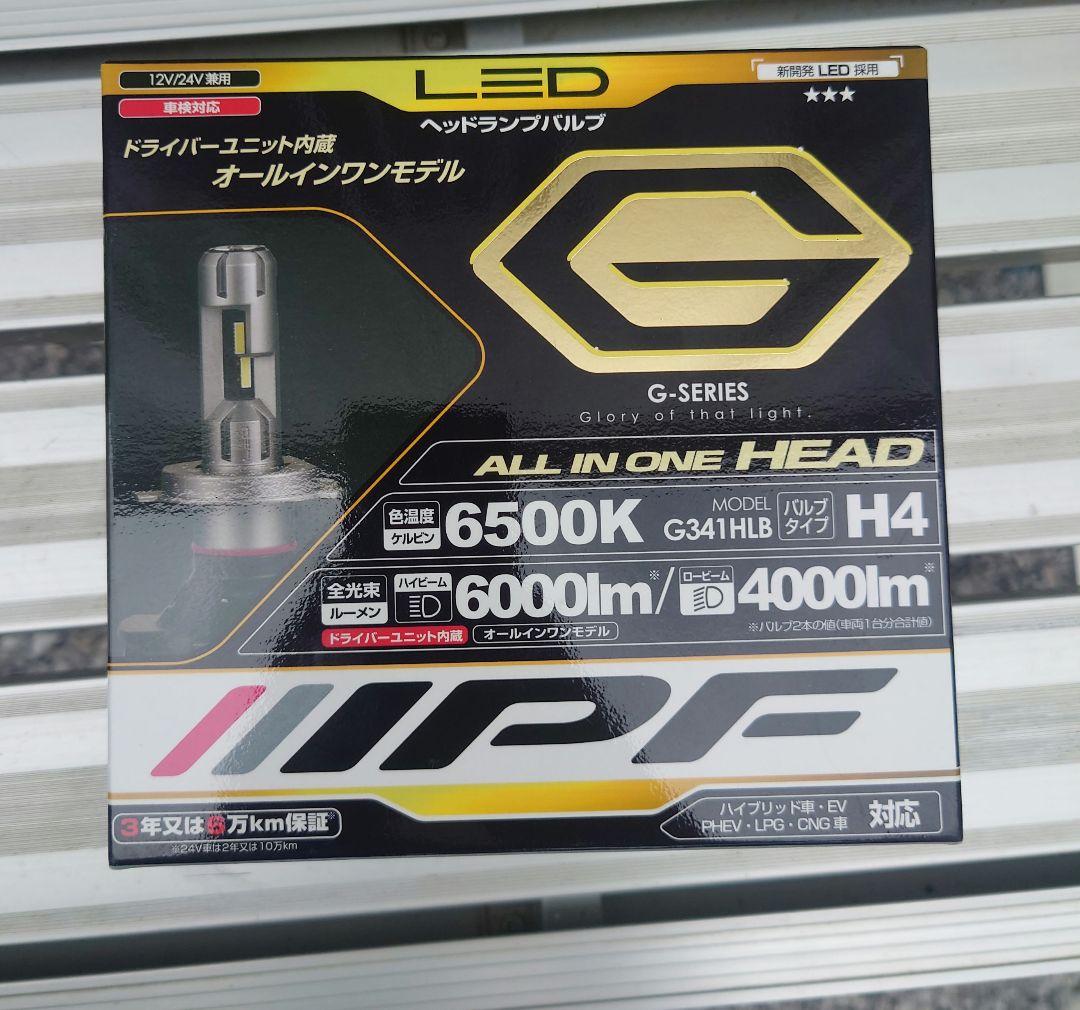 12V/24V兼用
車検対応
LED
ヘッドランプバルブ
新開発 LED 採用
★★★
ドライバーユニット内蔵
オールインワンモデル
G
G-SERIES
Glory of that light.
ALL IN ONE HEAD
色温度
ケルビン
6500K
MODEL
G341HLB
バルブ
タイプ
H4
全光束
ルーメン
ハイビーム
6000lm※/
ロービーム
4000lm※
ドライバーユニット内蔵
オールインワンモデル
※バルブ2本の値(車両1台分合計値)
IPF
3年又は6万km保証※
※24V車は2年又は10万km
ハイブリッド車・EV
PHEV・LPG・CNG車
対応